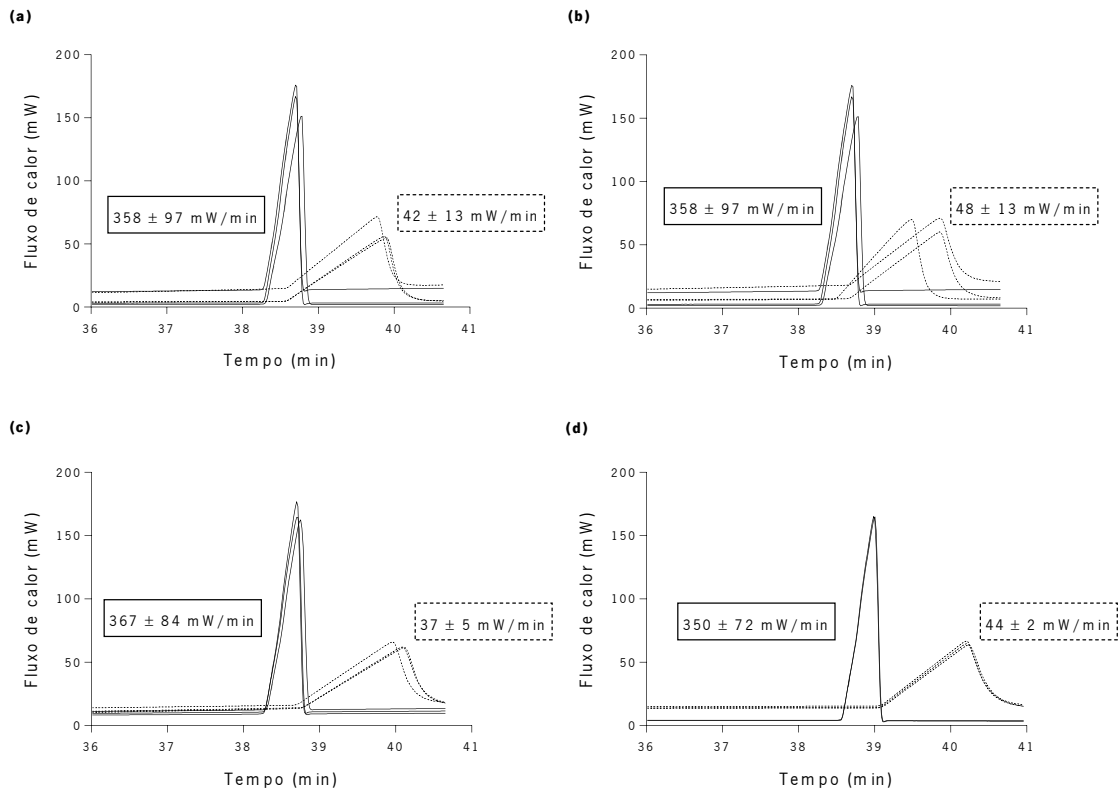 (a)
200
150
100
50
0
Fluxo de calor (mW)
358 ± 97 mW/min
42 ± 13 mW/min
36 37 38 39 40 41
Tempo (min)
(b)
200
150
100
50
0
Fluxo de calor (mW)
358 ± 97 mW/min
48 ± 13 mW/min
36 37 38 39 40 41
Tempo (min)
(c)
200
150
100
50
0
Fluxo de calor (mW)
367 ± 84 mW/min
37 ± 5 mW/min
36 37 38 39 40 41
Tempo (min)
(d)
200
150
100
50
0
Fluxo de calor (mW)
350 ± 72 mW/min
44 ± 2 mW/min
36 37 38 39 40 41
Tempo (min)